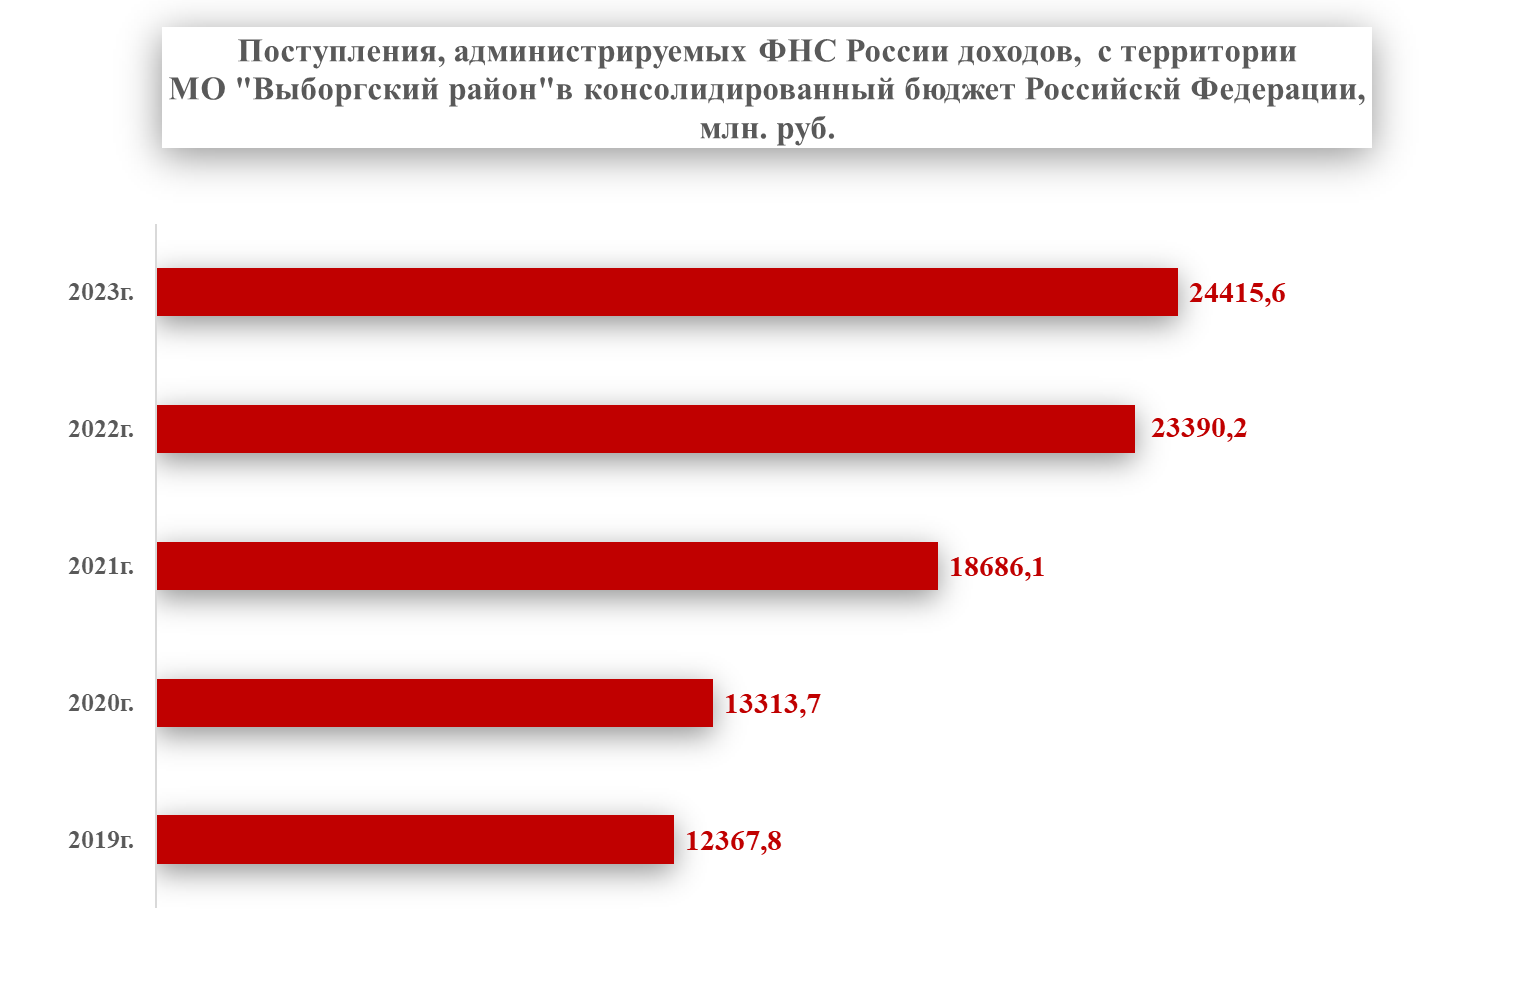 Поступления, администрируемых ФНС России доходов,  с территории
МО "Выборгский район"в консолидированный бюджет Российскй Федерации,
млн. руб.
2023г. 24415,6
2022г. 23390,2
2021г. 18686,1
2020г. 13313,7
2019г. 12367,8